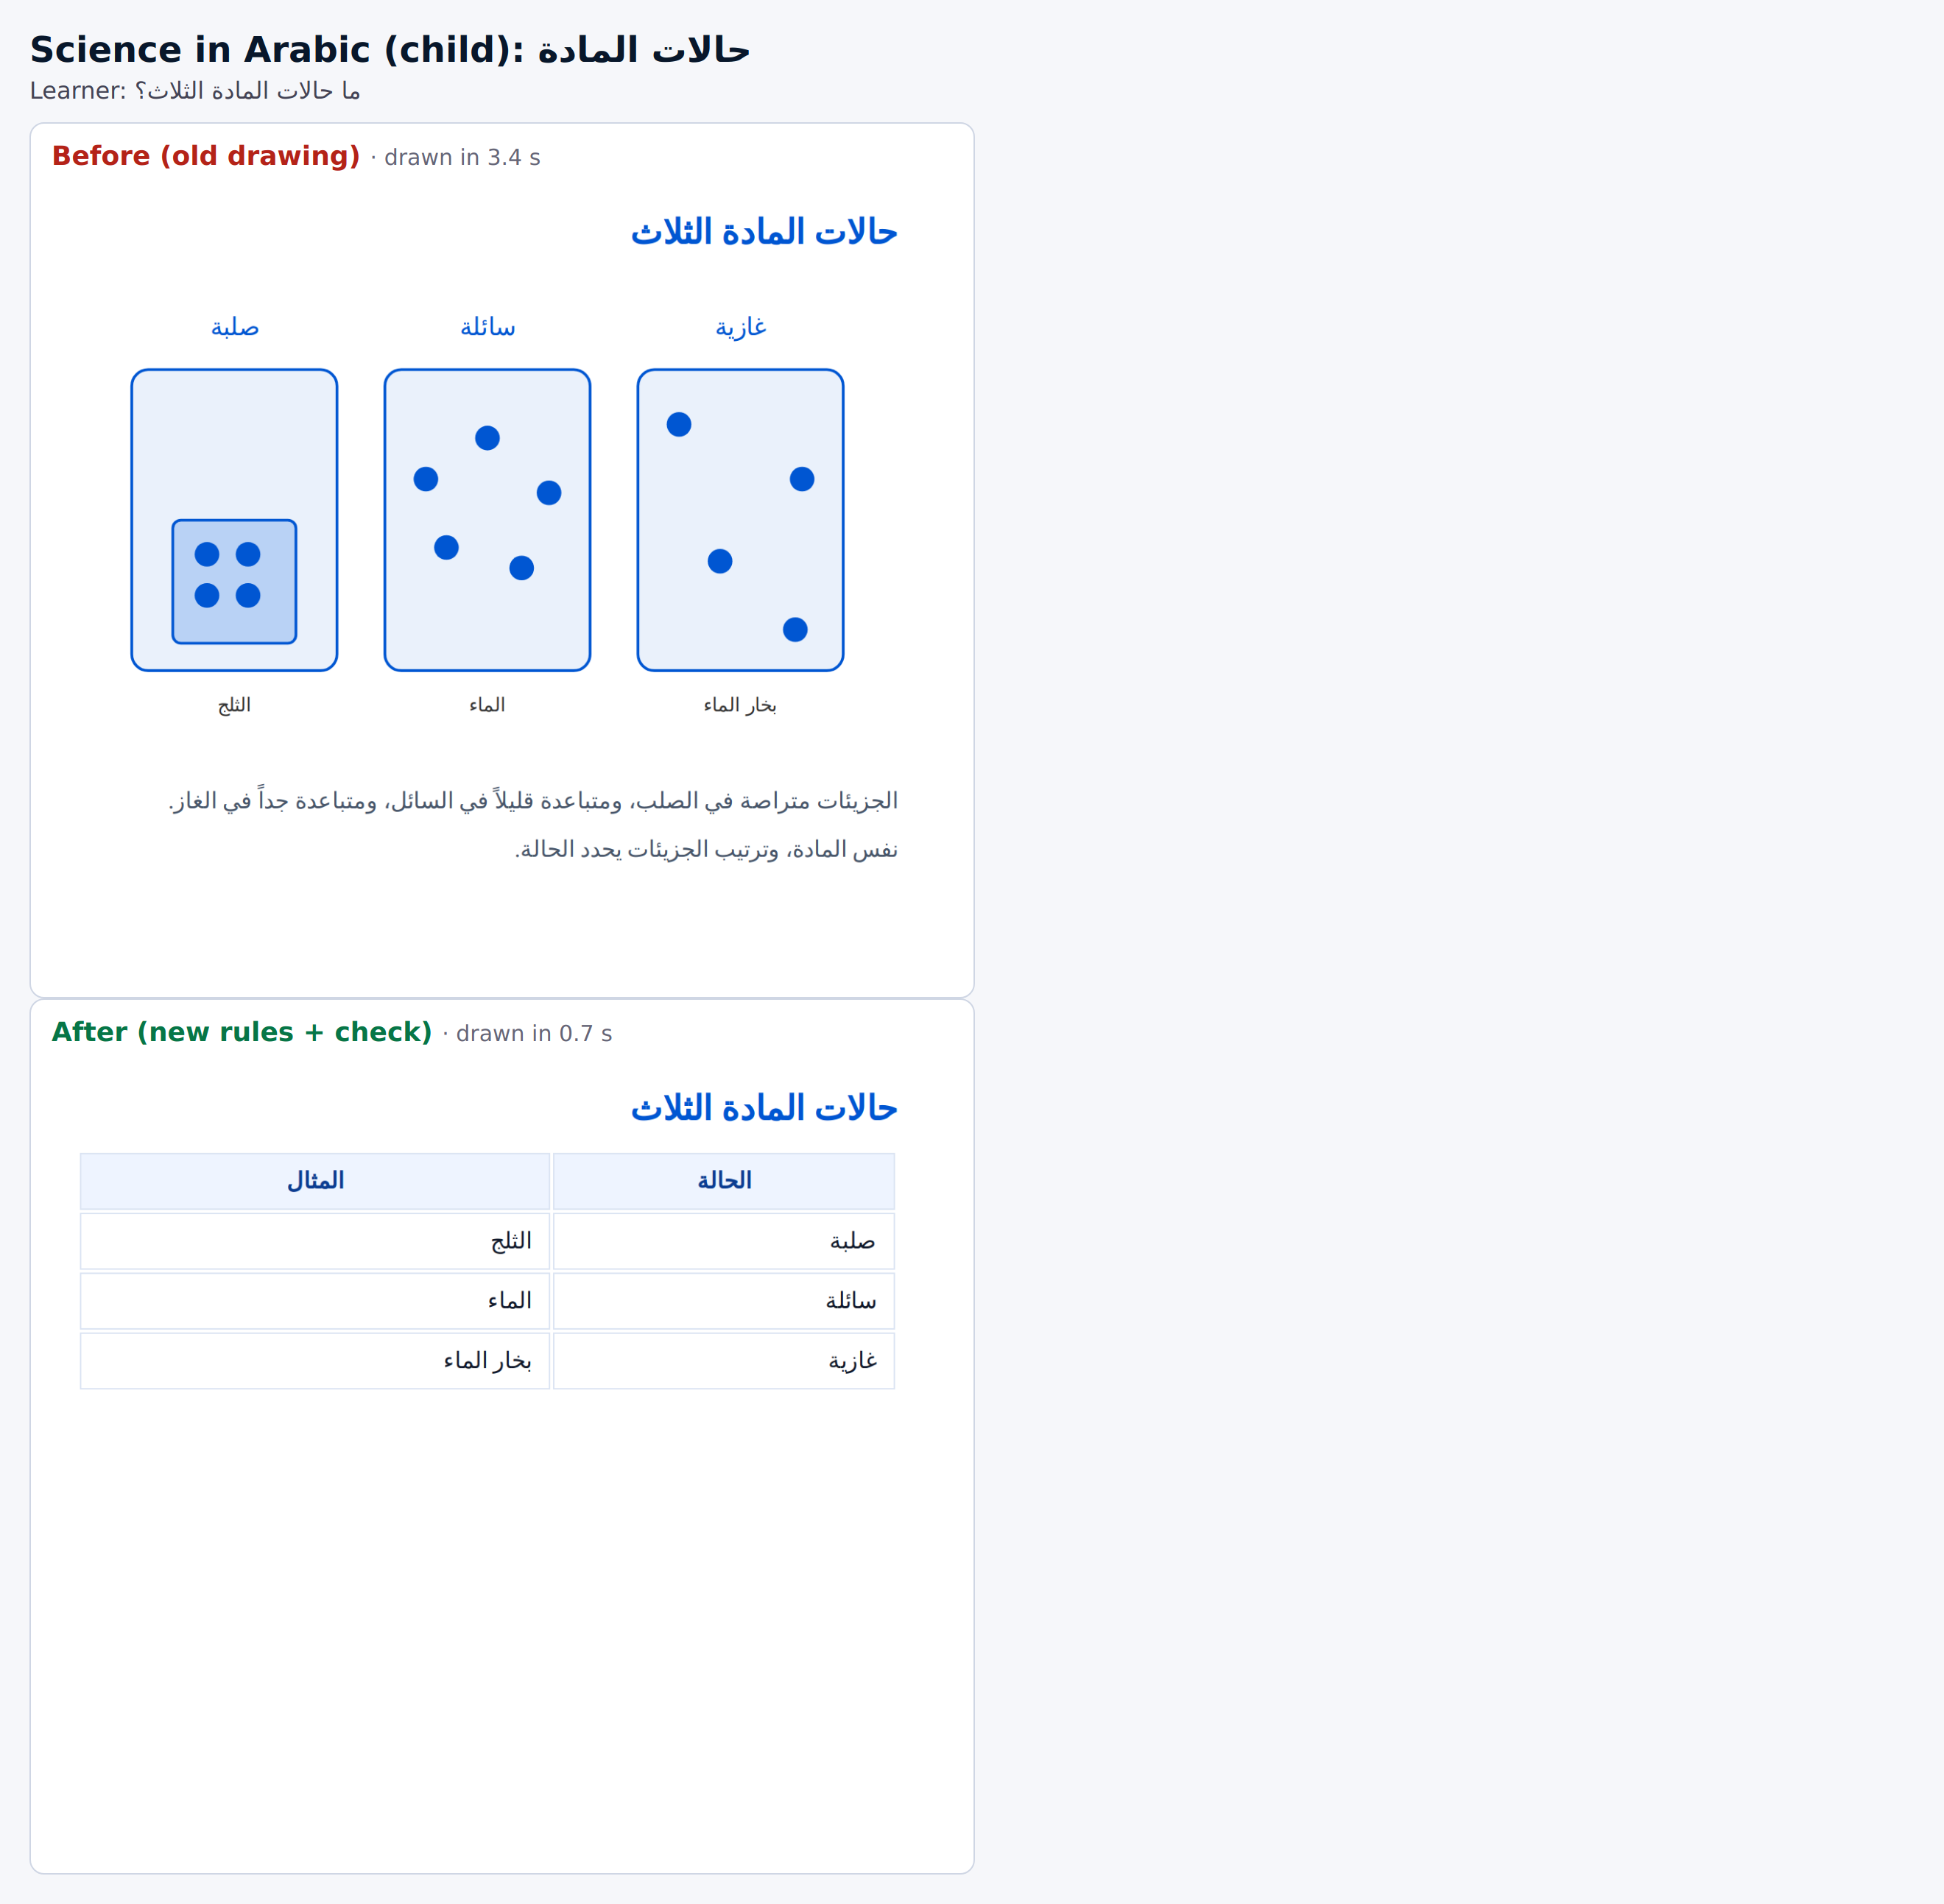 Science in Arabic (child): حالات المادة
Learner: ما حالات المادة الثلاث؟
Before (old drawing) · drawn in 3.4 s
حالات المادة الثلاث
صلبة سائلة غازية
الثلج الماء بخار الماء
الجزيئات متراصة في الصلب، ومتباعدة قليلاً في السائل، ومتباعدة جداً في الغاز.
نفس المادة، وترتيب الجزيئات يحدد الحالة.
After (new rules + check) · drawn in 0.7 s
حالات المادة الثلاث
الحالة المثال
صلبة الثلج
سائلة الماء
غازية بخار الماء